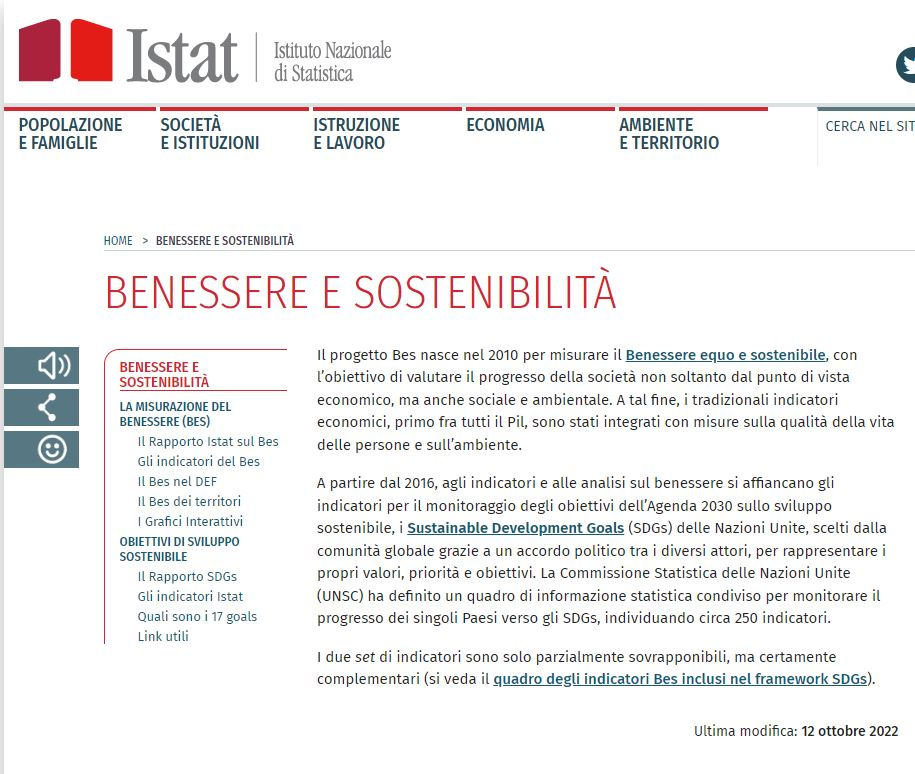 Istat
Istituto Nazionale
di Statistica
POPOLAZIONE
E FAMIGLIE
SOCIETÀ
E ISTITUZIONI
ISTRUZIONE
E LAVORO
ECONOMIA
AMBIENTE
E TERRITORIO
CERCA NEL SIT
HOME > BENESSERE E SOSTENIBILITÀ
BENESSERE E SOSTENIBILITÀ
BENESSERE E
SOSTENIBILITÀ
LA MISURAZIONE DEL
BENESSERE (BES)
Il Rapporto Istat sul Bes
Gli indicatori del Bes
Il Bes nel DEF
Il Bes dei territori
I Grafici Interattivi
OBIETTIVI DI SVILUPPO
SOSTENIBILE
Il Rapporto SDGs
Gli indicatori Istat
Quali sono i 17 goals
Link utili
Il progetto Bes nasce nel 2010 per misurare il Benessere equo e sostenibile, con
l'obiettivo di valutare il progresso della società non soltanto dal punto di vista
economico, ma anche sociale e ambientale. A tal fine, i tradizionali indicatori
economici, primo fra tutti il Pil, sono stati integrati con misure sulla qualità della vita
delle persone e sull'ambiente.
A partire dal 2016, agli indicatori e alle analisi sul benessere si affiancano gli
indicatori per il monitoraggio degli obiettivi dell'Agenda 2030 sullo sviluppo
sostenibile, i Sustainable Development Goals (SDGs) delle Nazioni Unite, scelti dalla
comunità globale grazie a un accordo politico tra i diversi attori, per rappresentare i
propri valori, priorità e obiettivi. La Commissione Statistica delle Nazioni Unite
(UNSC) ha definito un quadro di informazione statistica condiviso per monitorare il
progresso dei singoli Paesi verso gli SDGs, individuando circa 250 indicatori.
I due set di indicatori sono solo parzialmente sovrapponibili, ma certamente
complementari (si veda il quadro degli indicatori Bes inclusi nel framework SDGs).
Ultima modifica: 12 ottobre 2022